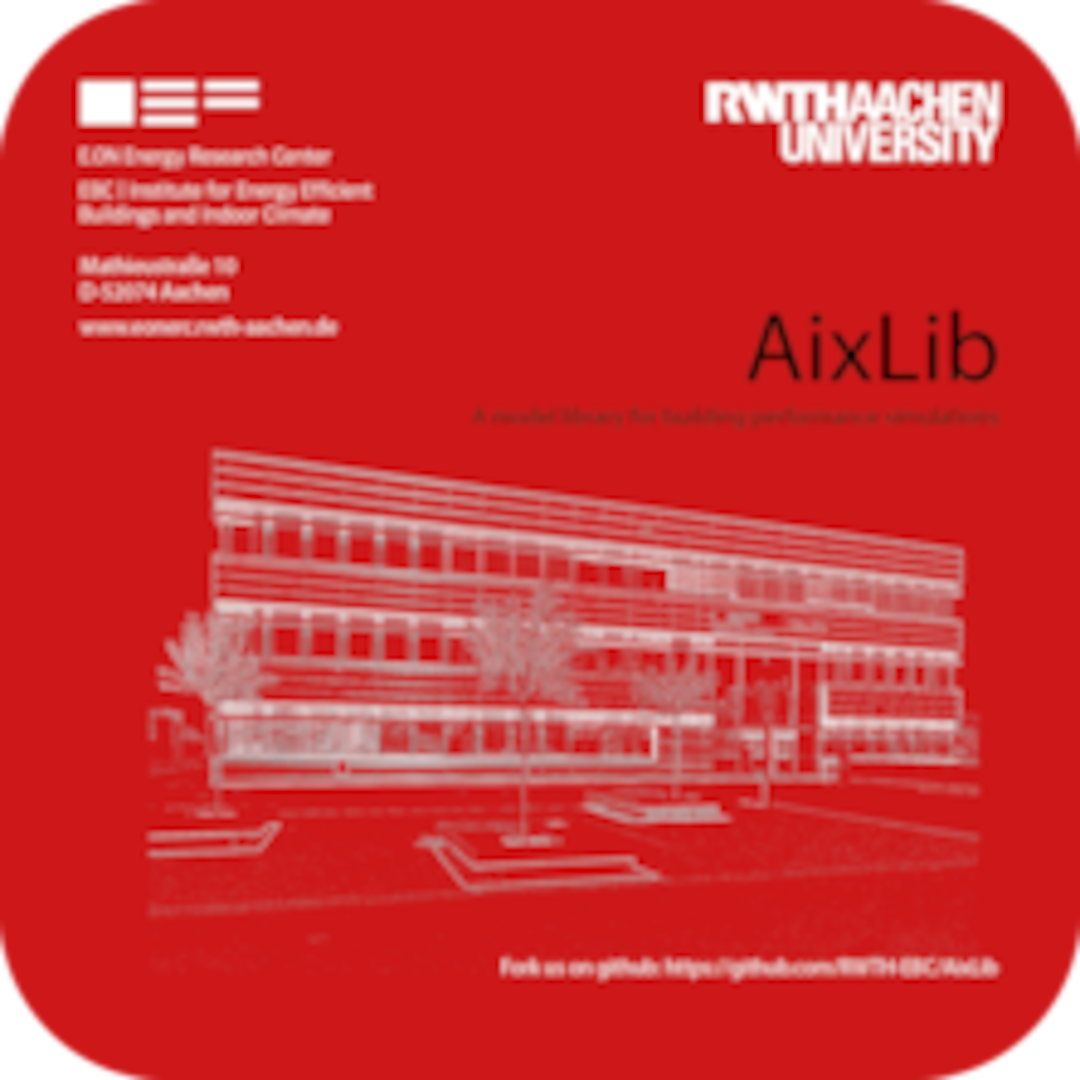 E.ON Energy Research Center
EBC | Institute for Energy Efficient
Buildings and Indoor Climate
Mathieustraße 10
D-52074 Aachen
www.eonerc.rwth-aachen.de
RWTHAACHEN
UNIVERSITY
AixLib
A model library for building performance simulations
Fork us on github: https://github.com/RWTH-EBC/AixLib